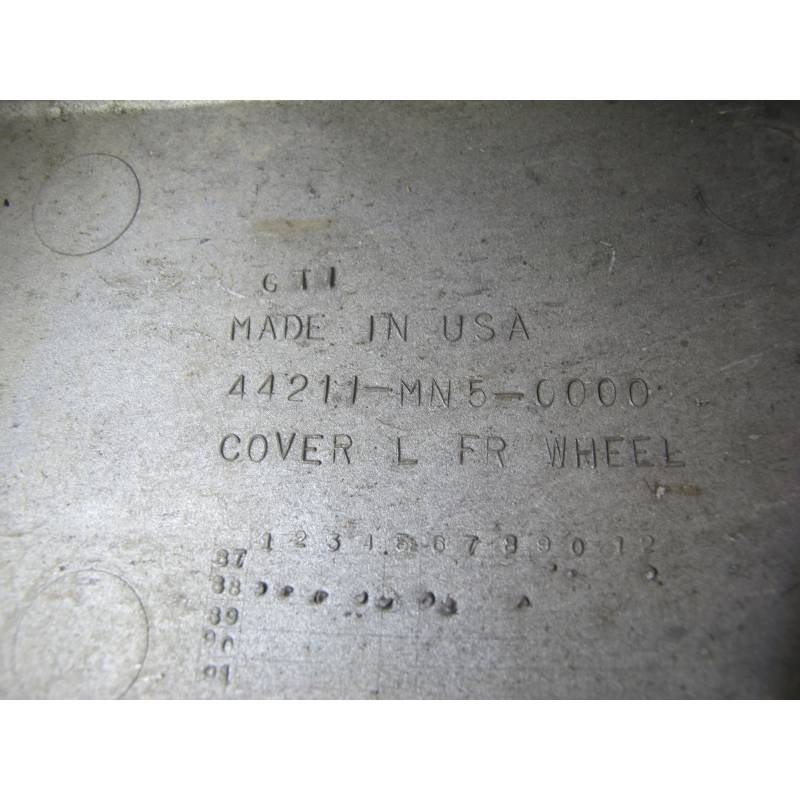 GTI
MADE IN USA
44211-MN5-0000
COVER L FR WHEEL
1 2 3 4 5 6 7 8 9 0 1 2
87
88
89
90
91